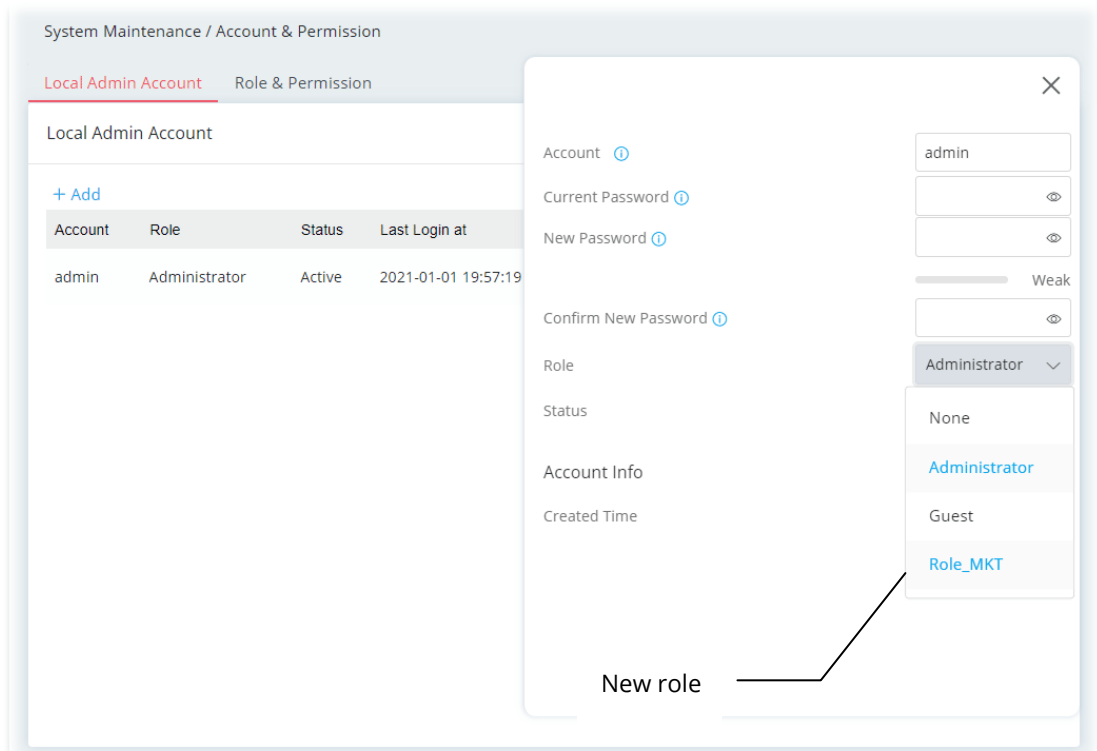 System Maintenance / Account & Permission
Local Admin Account Role & Permission
Local Admin Account
+ Add
Account Role Status Last Login at
admin Administrator Active 2021-01-01 19:57:19
Account admin
Current Password
New Password
Weak
Confirm New Password
Role Administrator
Status
None
Account Info
Administrator
Created Time
Guest
Role_MKT
New role